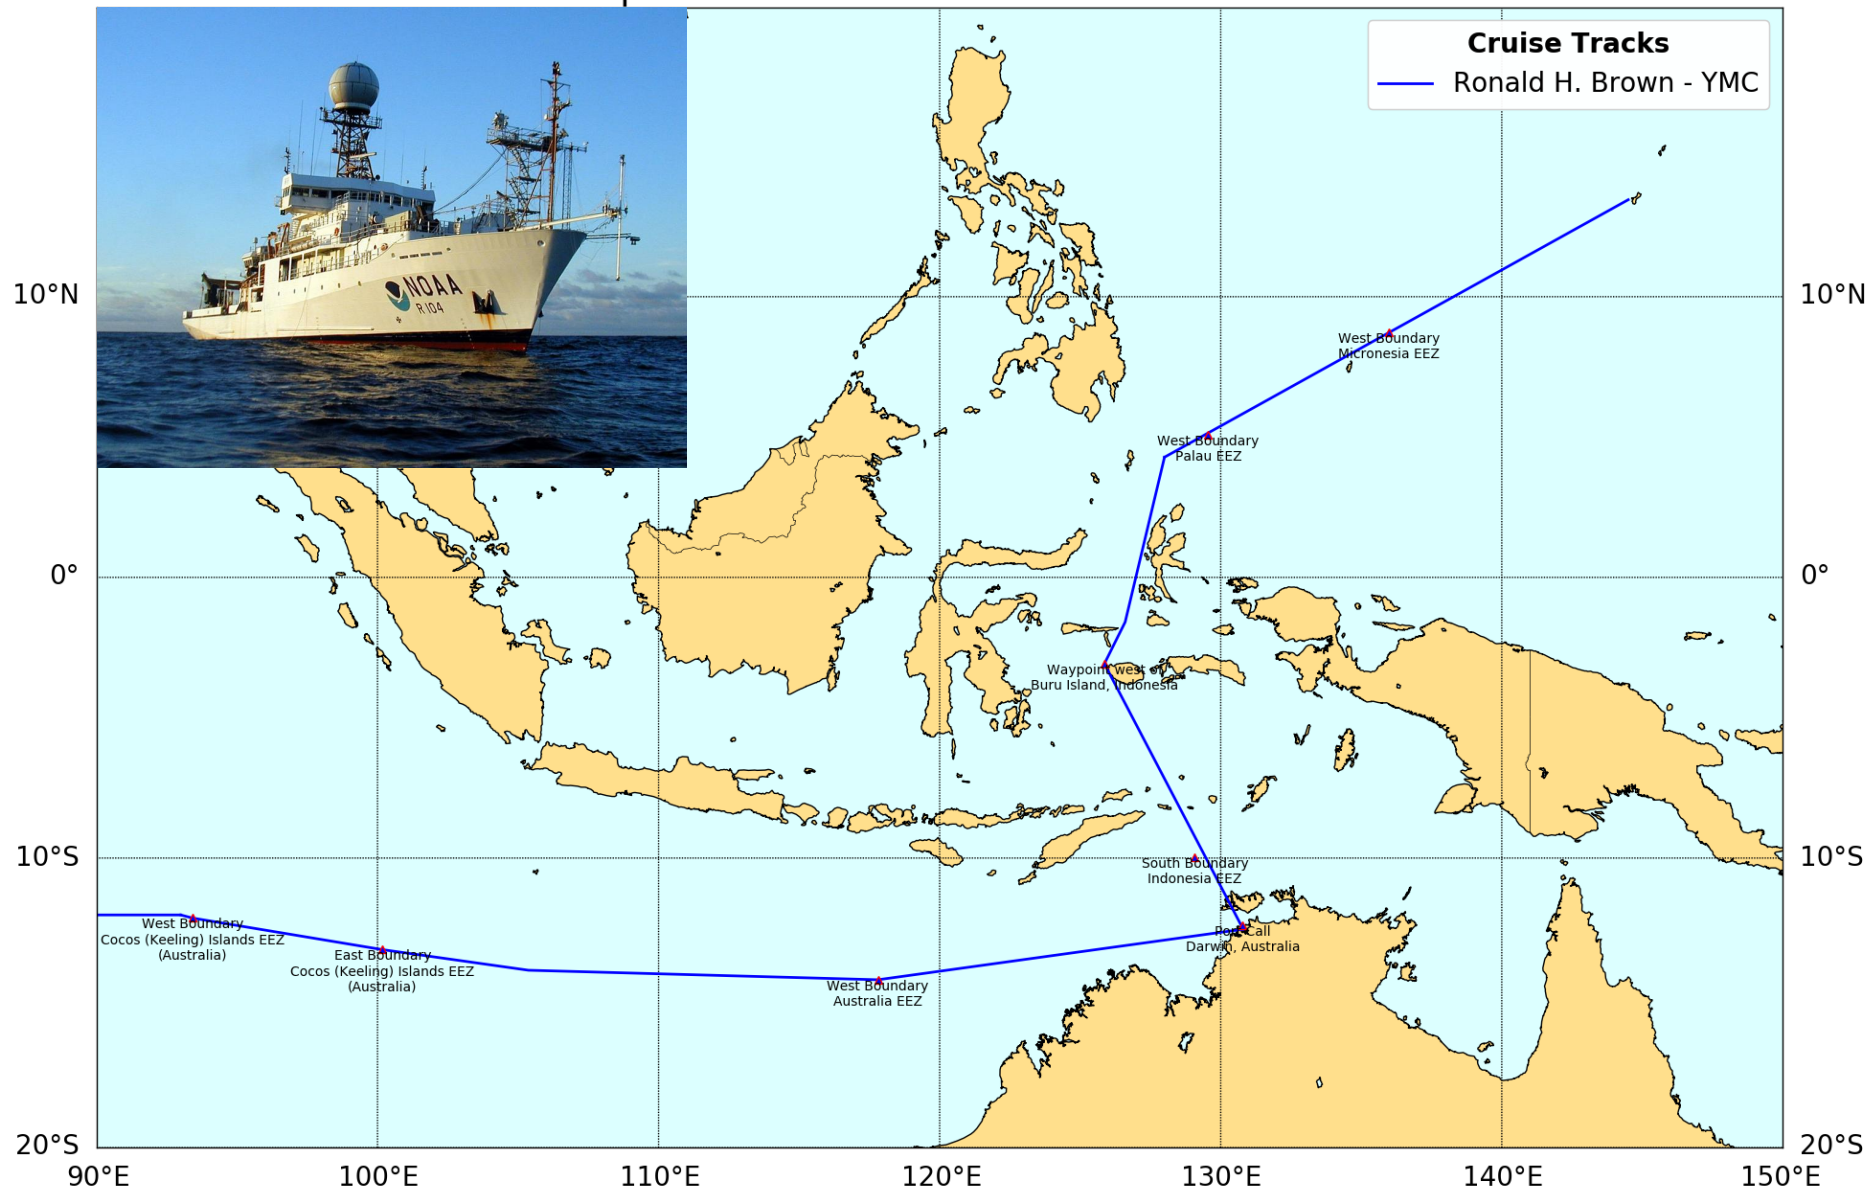 Cruise Tracks
Ronald H. Brown - YMC
NOAA
R 104
10°N
10°N
West Boundary
Micronesia EEZ
West Boundary
Palau EEZ
0°
0°
Waypoint west of
Buru Island, Indonesia
10°S
10°S
South Boundary
Indonesia EEZ
West Boundary
Cocos (Keeling) Islands EEZ
(Australia)
East Boundary
Cocos (Keeling) Islands EEZ
(Australia)
West Boundary
Australia EEZ
Port Call
Darwin, Australia
20°S
20°S
90°E
100°E
110°E
120°E
130°E
140°E
150°E